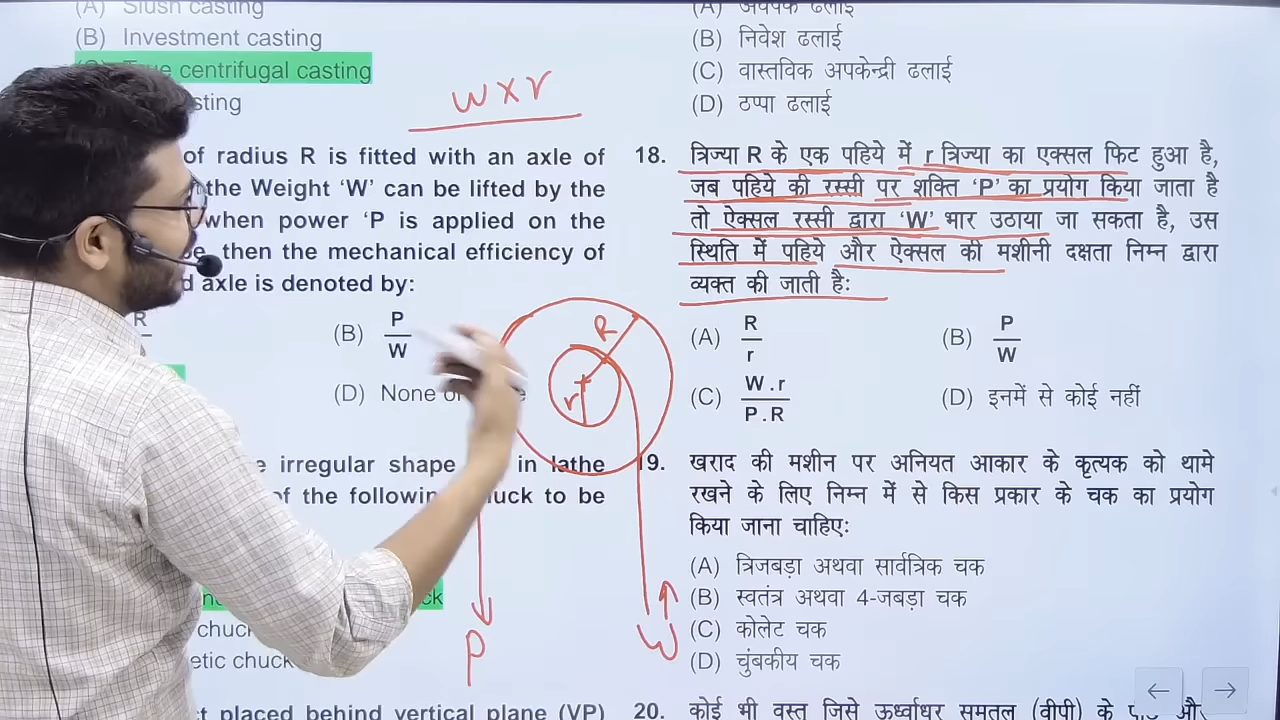 (A) Slush casting
(B) Investment casting
True centrifugal casting
sting
w x r
of radius R is fitted with an axle of
the Weight 'W' can be lifted by the
when power 'P is applied on the
then the mechanical efficiency of
d axle is denoted by:
R
(B) P
W
(D) None
e irregular shape in lathe
of the following chuck to be
chuck
etic chuck
placed behind vertical plane (VP)
(B) निवेश ढलाई
(C) वास्तविक अपकेन्द्री ढलाई
(D) ठप्पा ढलाई
18. त्रिज्या R के एक पहिये में r त्रिज्या का एक्सल फिट हुआ है,
जब पहिये की रस्सी पर शक्ति 'P' का प्रयोग किया जाता है
तो ऐक्सल रस्सी द्वारा 'W' भार उठाया जा सकता है, उस
स्थिति में पहिये और ऐक्सल की मशीनी दक्षता निम्न द्वारा
व्यक्त की जाती हैः
(A) R
r
(B) P
W
(C) W.r
P.R
(D) इनमें से कोई नहीं
R
r
P
W
19. खराद की मशीन पर अनियत आकार के कृत्यक को थामे
रखने के लिए निम्न में से किस प्रकार के चक का प्रयोग
किया जाना चाहिएः
(A) त्रिजबड़ा अथवा सार्वत्रिक चक
(B) स्वतंत्र अथवा 4-जबड़ा चक
(C) कोलेट चक
(D) चुंबकीय चक
20. कोई भी वस्तु जिसे ऊर्ध्वाधर समतल (वीपी) के